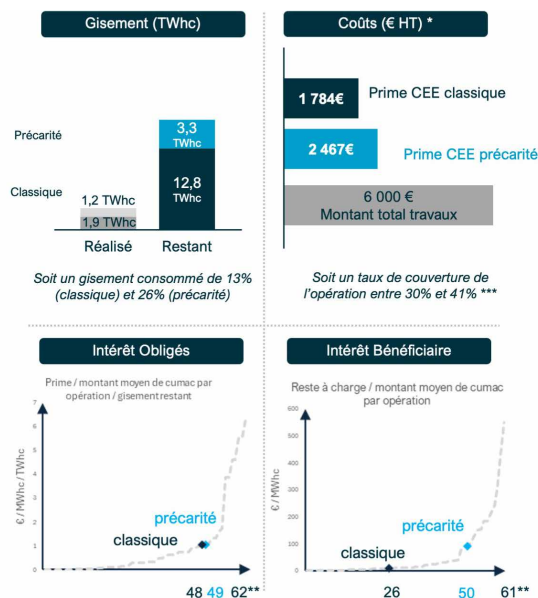 Gisement (TWhc)
Précarité
Classique
3,3
TWhc
12,8
TWhc
1,2 TWhc
1,9 TWhc
Réalisé
Restant
Soit un gisement consommé de 13%
(classique) et 26% (précarité)
Coûts (€ HT) *
1 784€
Prime CEE classique
2 467€
Prime CEE précarité
6 000 €
Montant total travaux
Soit un taux de couverture de
l'opération entre 30% et 41% ***
Intérêt Obligés
Prime / montant moyen de cumac par
opération / gisement restant
€ / MWhc / TWhc
7
6
5
4
3
2
1
0
précarité
classique
48 49 62**
Intérêt Bénéficiaire
Reste à charge / montant moyen de cumac
par opération
€ / MWhc
600
500
400
300
200
100
0
précarité
classique
26 50 61**